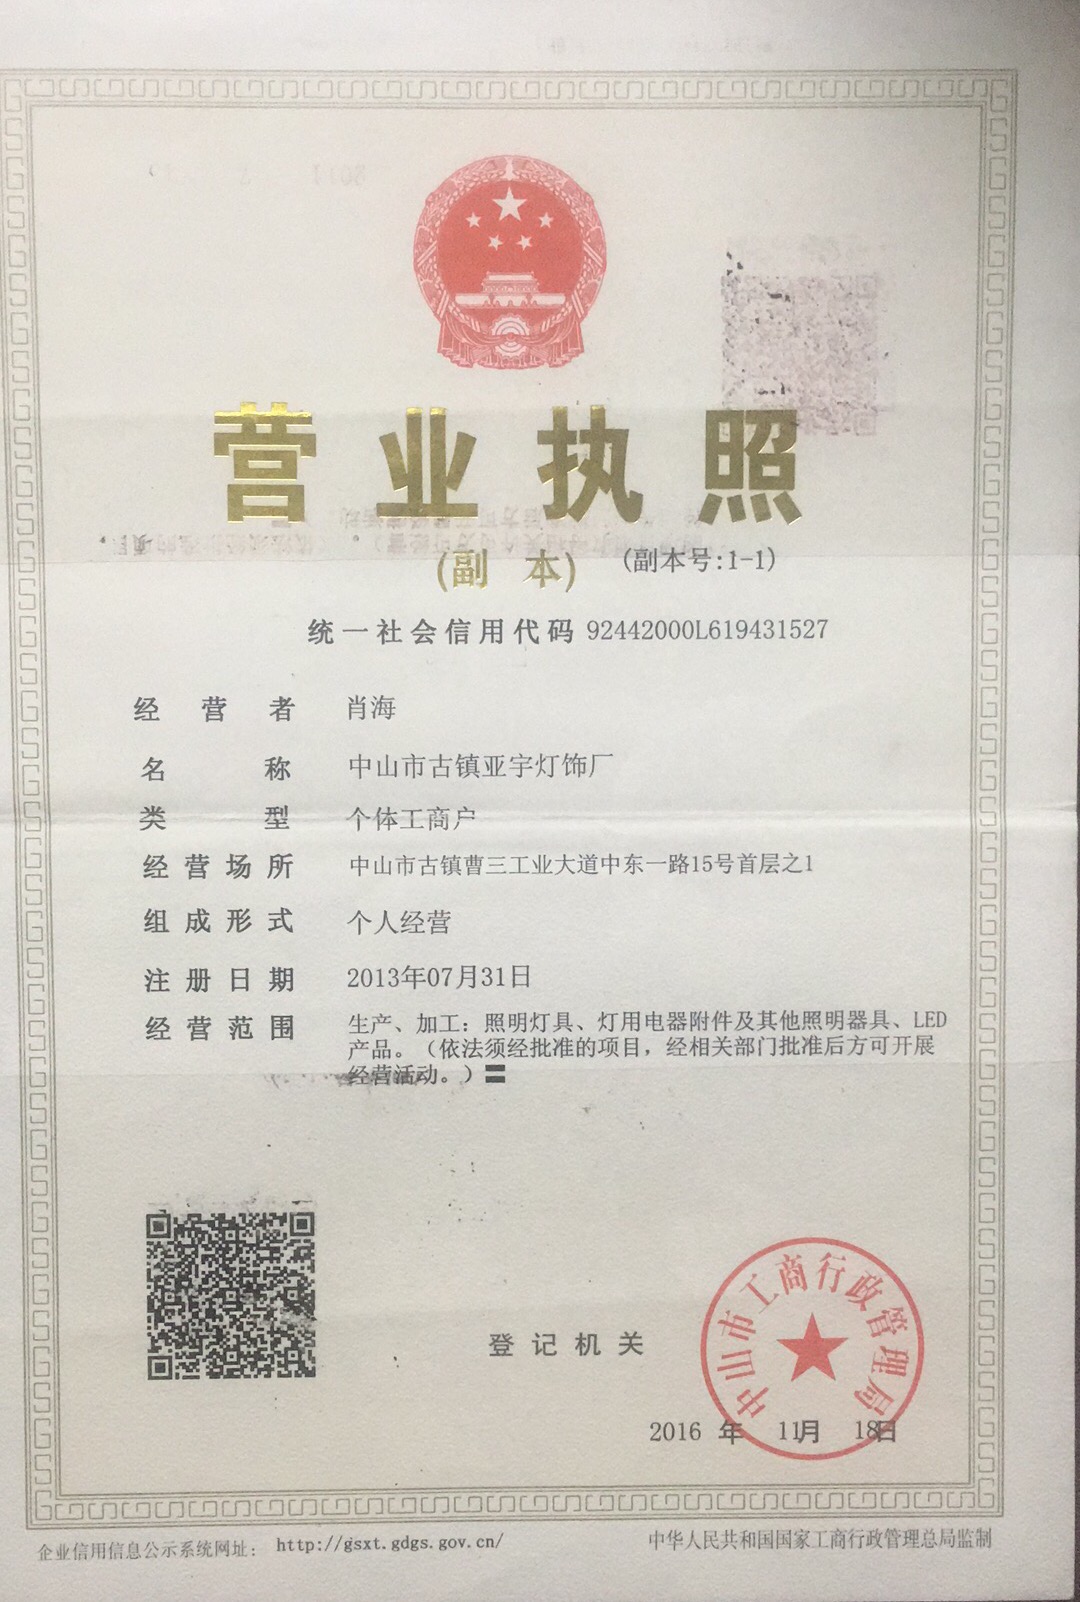 营业执照
(副 本) (副本号:1-1)
统一社会信用代码 92442000L619431527
经营者 肖海
名称 中山市古镇亚宇灯饰厂
类型 个体工商户
经营场所 中山市古镇曹三工业大道中东一路15号首层之1
组成形式 个人经营
注册日期 2013年07月31日
经营范围 生产、加工：照明灯具、灯用电器附件及其他照明器具、LED
产品。（依法须经批准的项目，经相关部门批准后方可开展
经营活动。）〓
登记机关
中山市工商行政管理局
2016 年 11月 18日
企业信用信息公示系统网址： http://gsxt.gdgs.gov.cn/
中华人民共和国国家工商行政管理总局监制